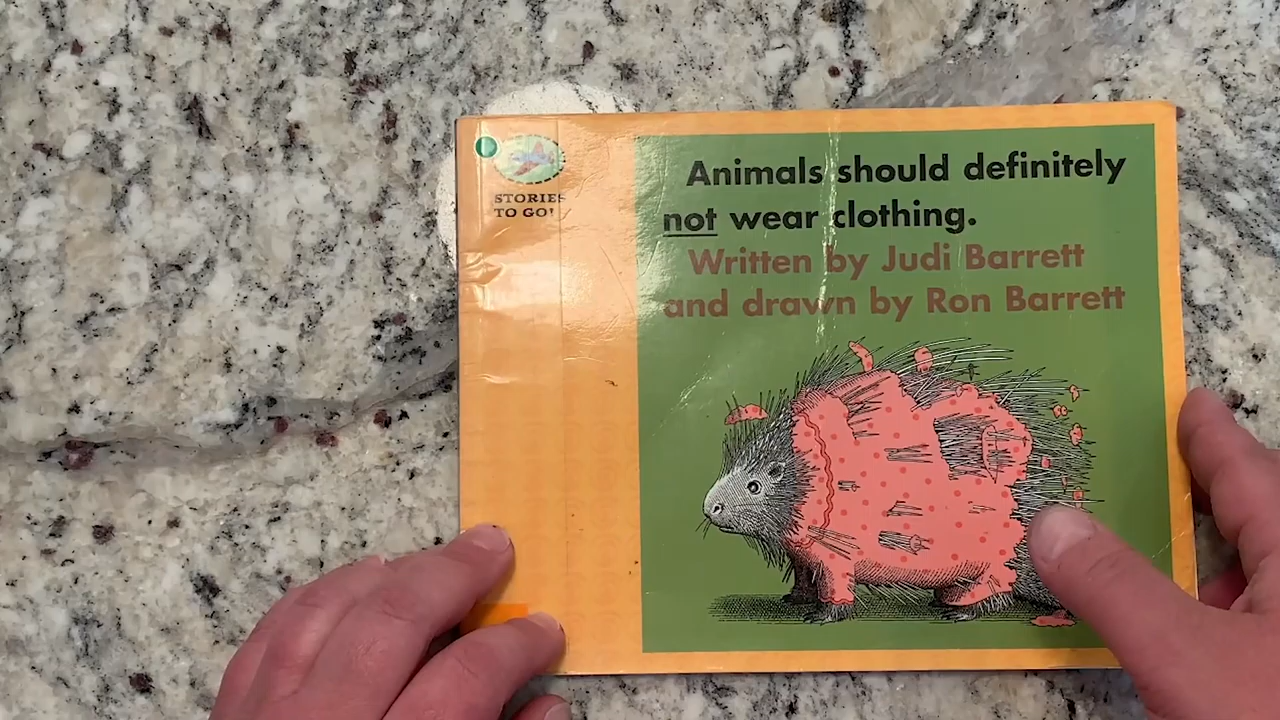 STORIES
TO GO!
Animals should definitely
not wear clothing.
Written by Judi Barrett
and drawn by Ron Barrett